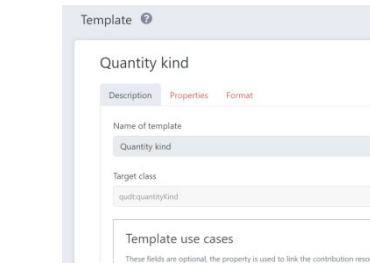 Template ?
Quantity kind
Description Properties Format
Name of template
Quantity kind
Target class
qudt:quantityKind
Template use cases
These fields are optional, the property is used to link the contribution reso